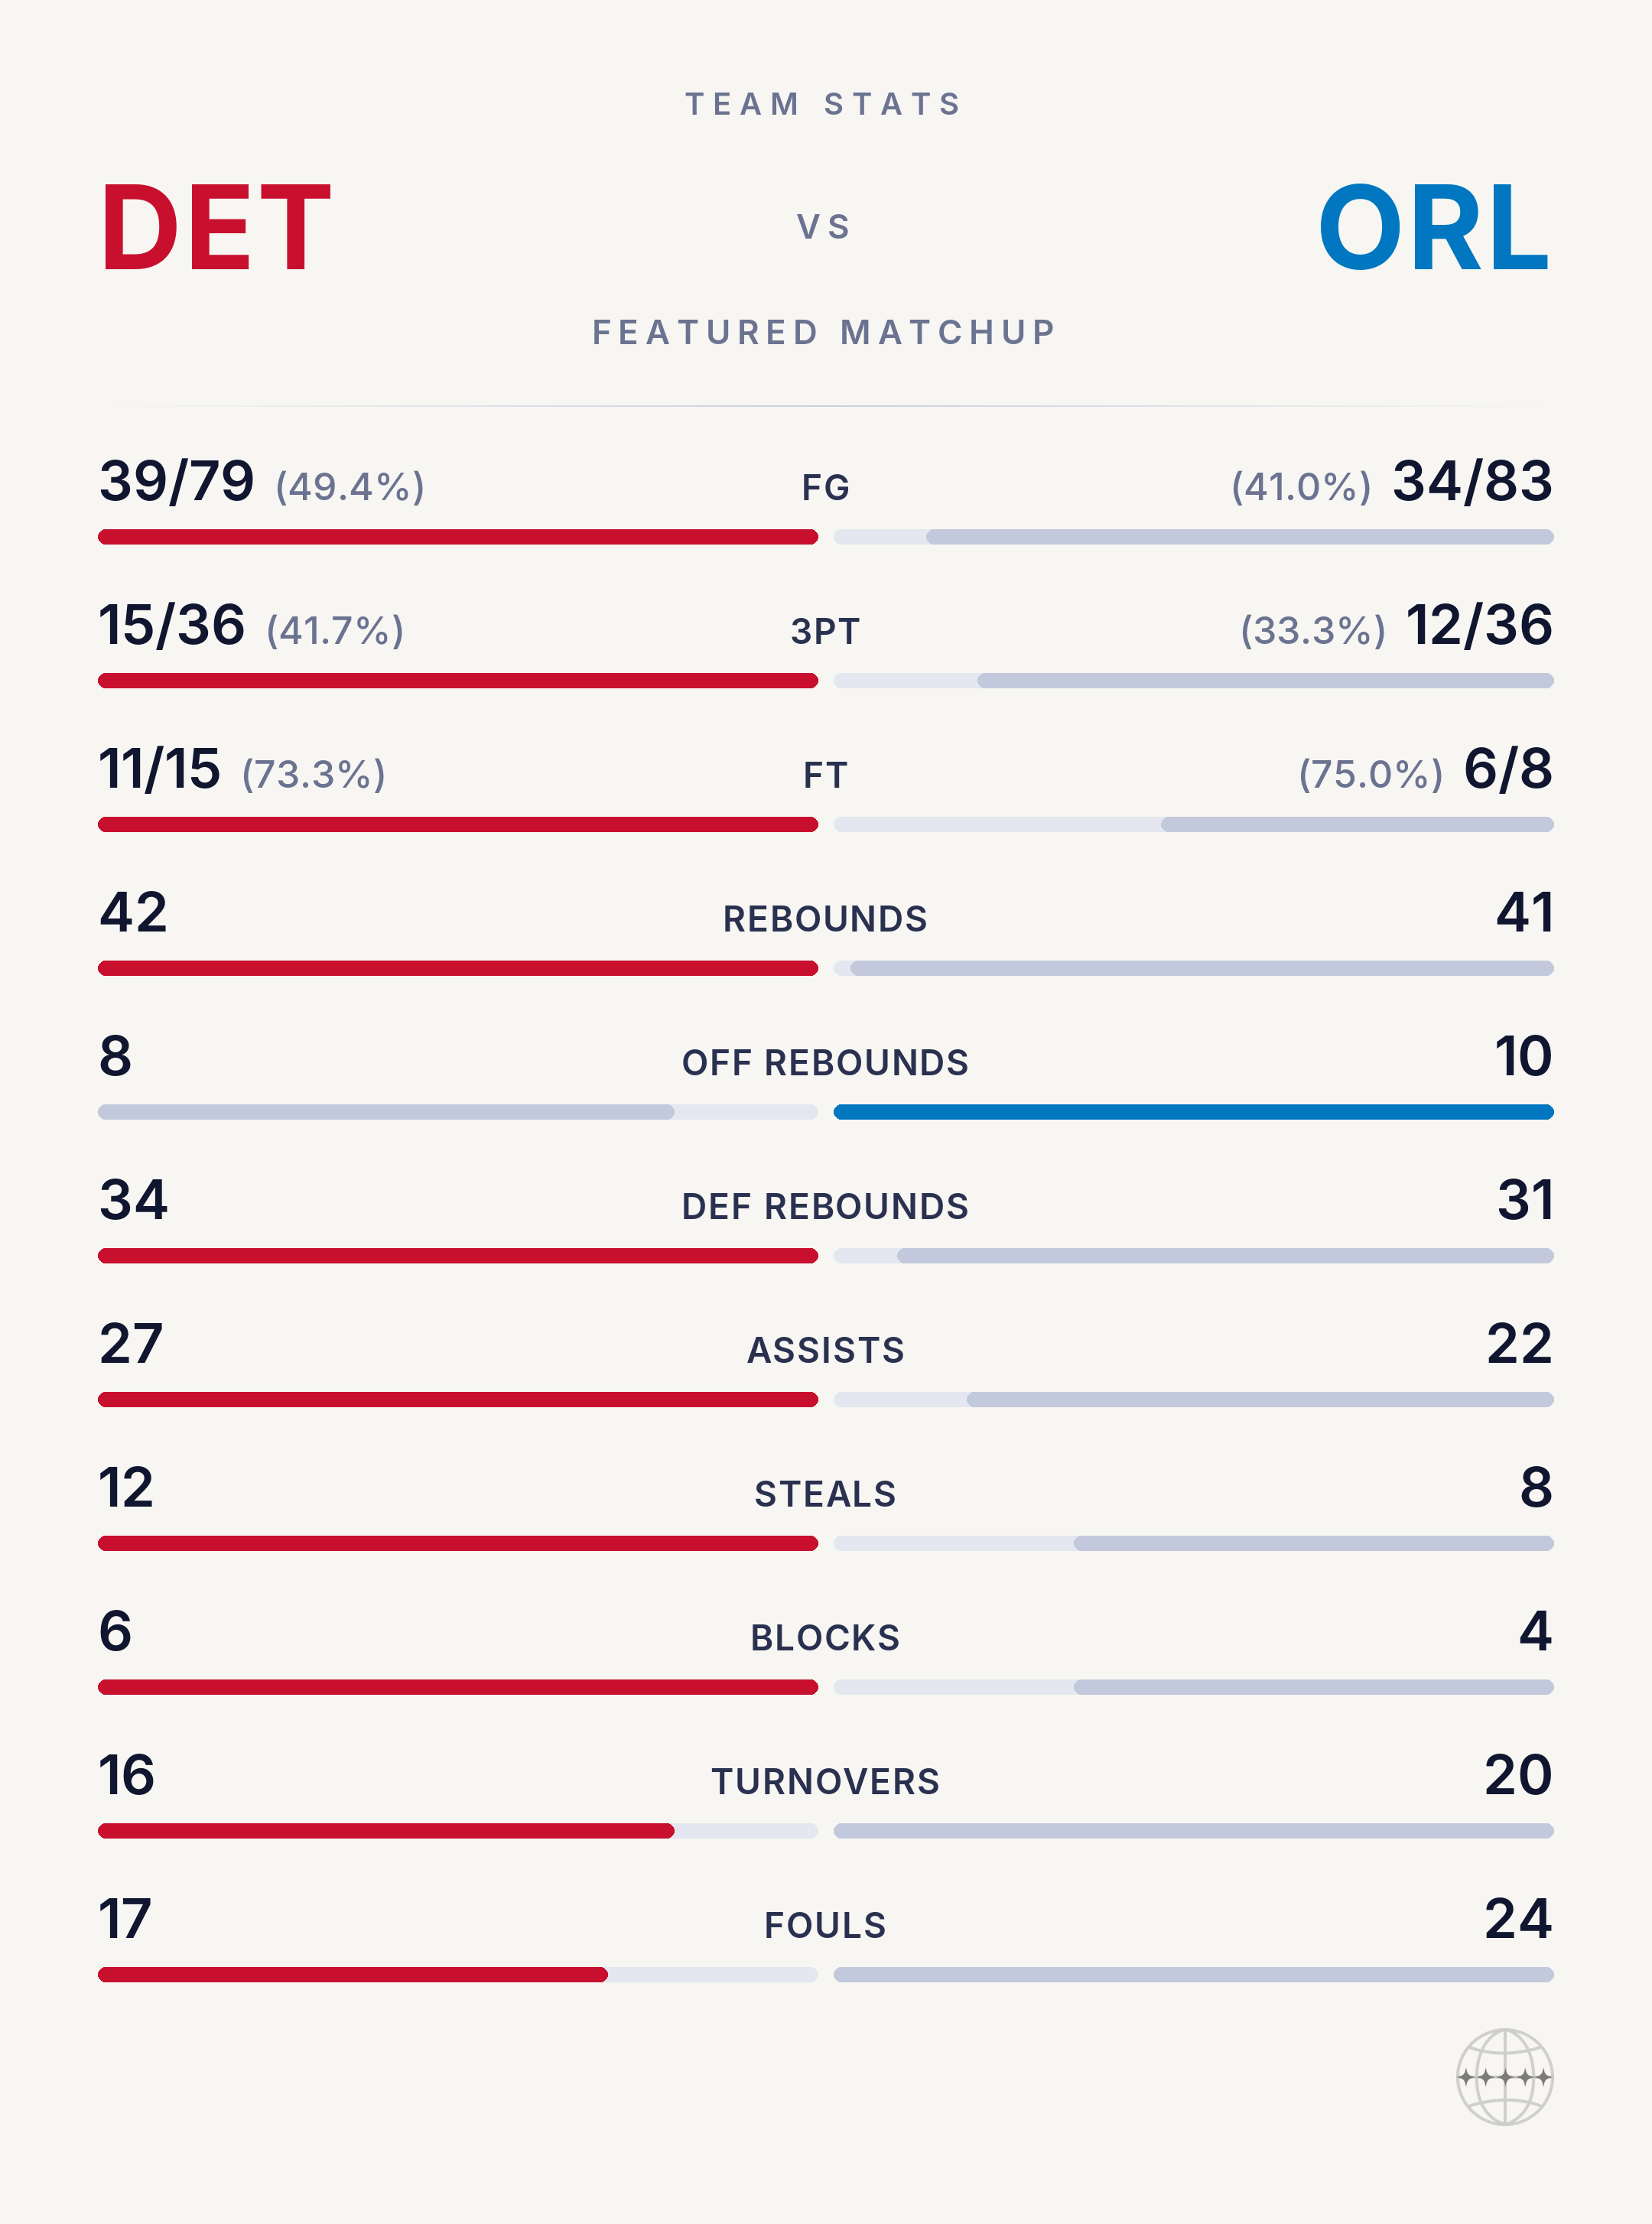 TEAM STATS
DET VS ORL
FEATURED MATCHUP
39/79 (49.4%) FG (41.0%) 34/83
15/36 (41.7%) 3PT (33.3%) 12/36
11/15 (73.3%) FT (75.0%) 6/8
42 REBOUNDS 41
8 OFF REBOUNDS 10
34 DEF REBOUNDS 31
27 ASSISTS 22
12 STEALS 8
6 BLOCKS 4
16 TURNOVERS 20
17 FOULS 24